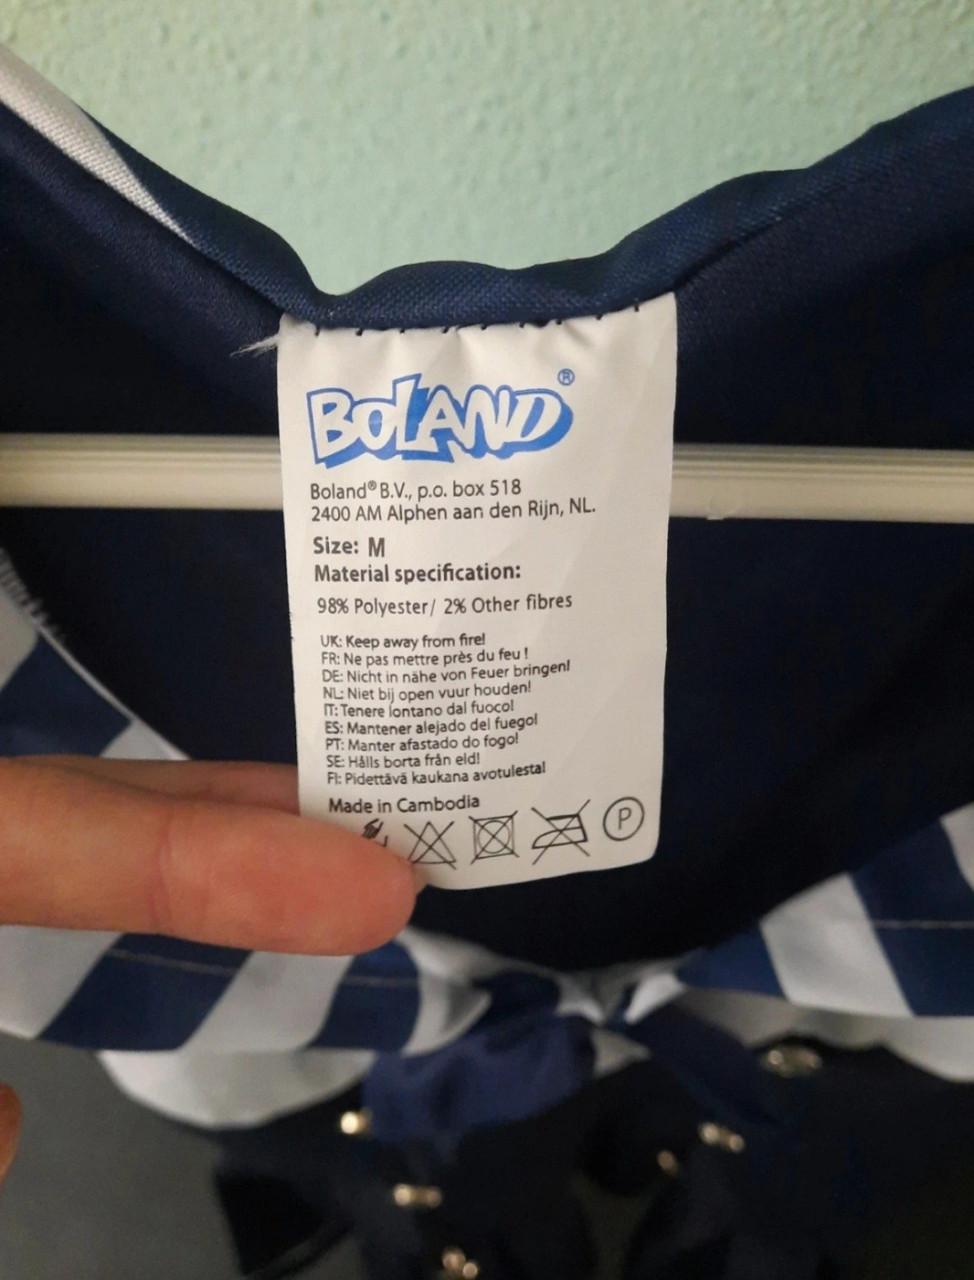 BOLAND®
Boland® B.V., p.o. box 518
2400 AM Alphen aan den Rijn, NL.
Size: M
Material specification:
98% Polyester/ 2% Other fibres
UK: Keep away from fire!
FR: Ne pas mettre près du feu !
DE: Nicht in nähe von Feuer bringen!
NL: Niet bij open vuur houden!
IT: Tenere lontano dal fuoco!
ES: Mantener alejado del fuego!
PT: Manter afastado do fogo!
SE: Hålls borta från eld!
FI: Pidettävä kaukana avotulesta!
Made in Cambodia
P